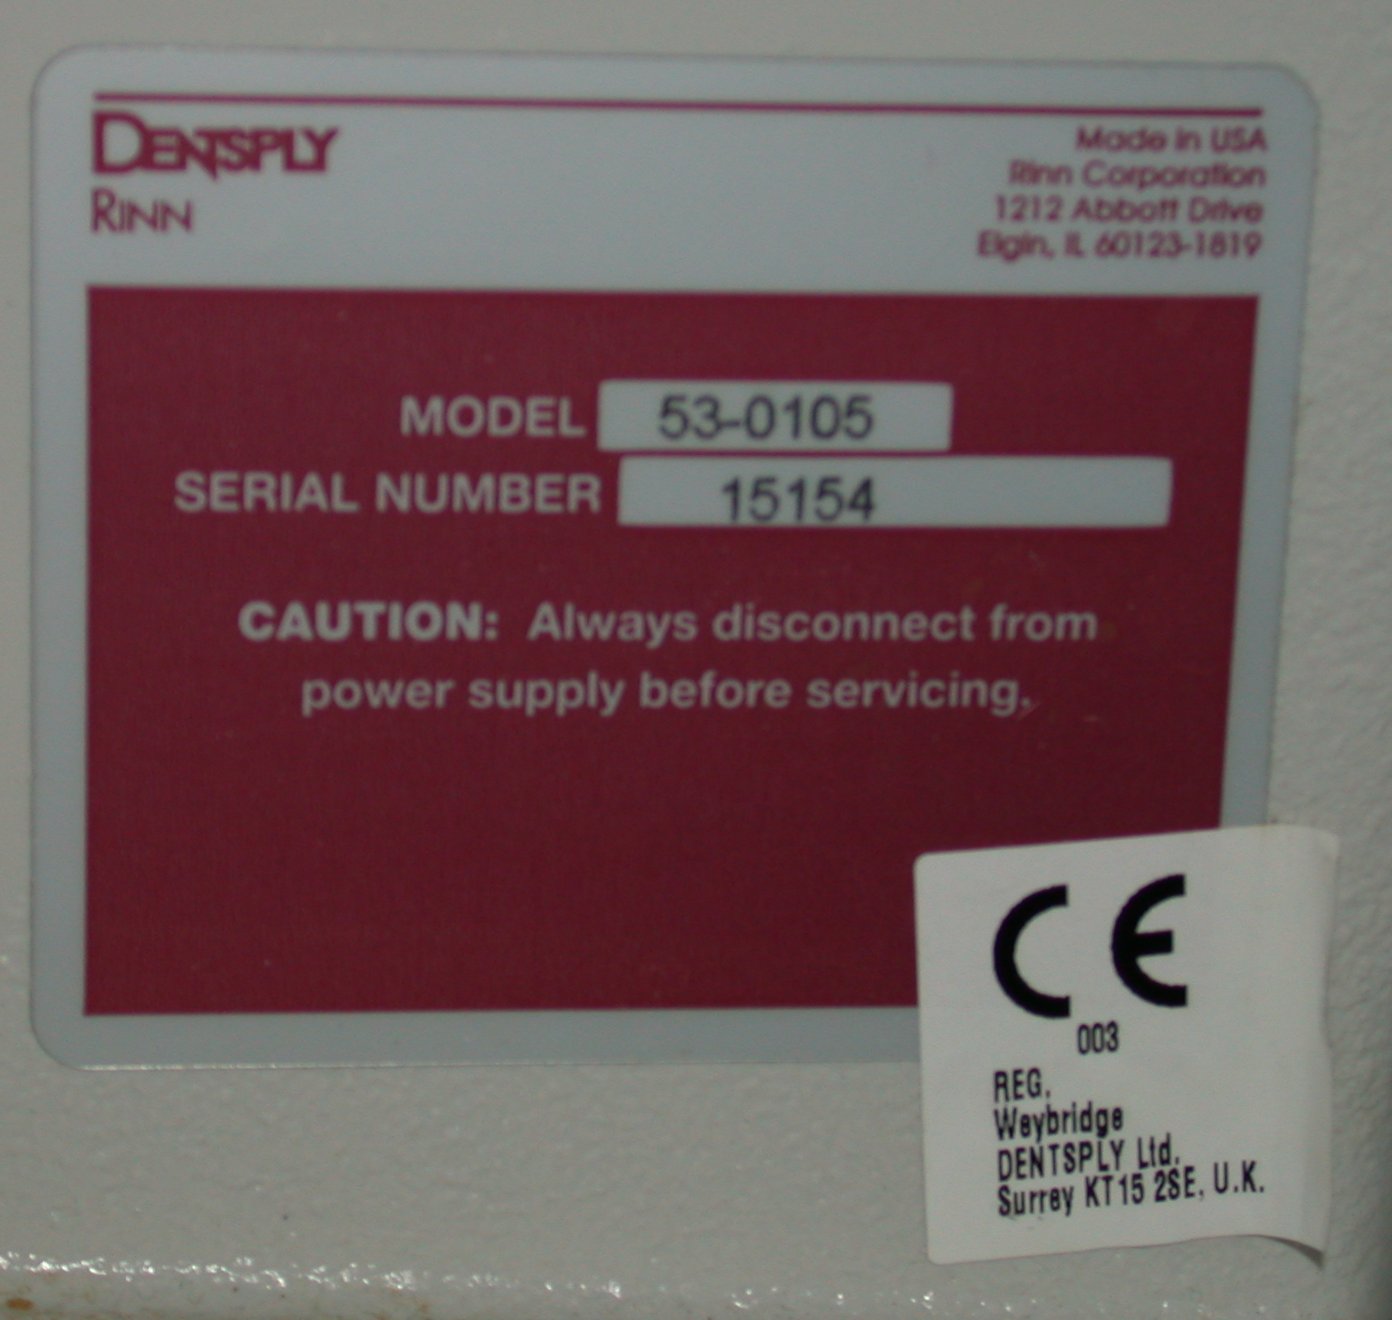 DENTSPLY
RINN
Made in USA
Rinn Corporation
1212 Abbott Drive
Elgin, IL 60123-1819
MODEL 53-0105
SERIAL NUMBER 15154
CAUTION: Always disconnect from
power supply before servicing.
CE
003
REG.
Weybridge
DENTSPLY Ltd.
Surrey KT15 2SE, U.K.